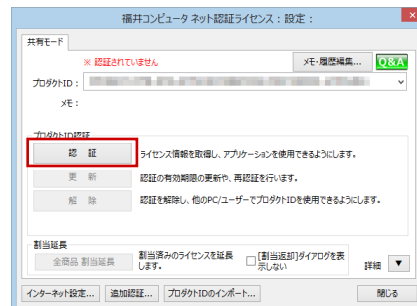 福井コンピュータ ネット認証ライセンス : 設定 :
共有モード
※ 認証されていません
メモ・履歴編集...
Q&A
プロダクトID :
メモ :
プロダクトID認証
認　証
ライセンス情報を取得し、アプリケーションを使用できるようにします。
更　新
認証の有効期限の更新や、再認証を行います。
解　除
認証を解除し、他のPC/ユーザーでプロダクトIDを使用できるようにします。
割当延長
全商品 割当延長
割当済みのライセンスを延長
します。
[割当返却]ダイアログを表
示しない
詳細 ▼
インターネット設定...
追加認証...
プロダクトIDのインポート...
閉じる